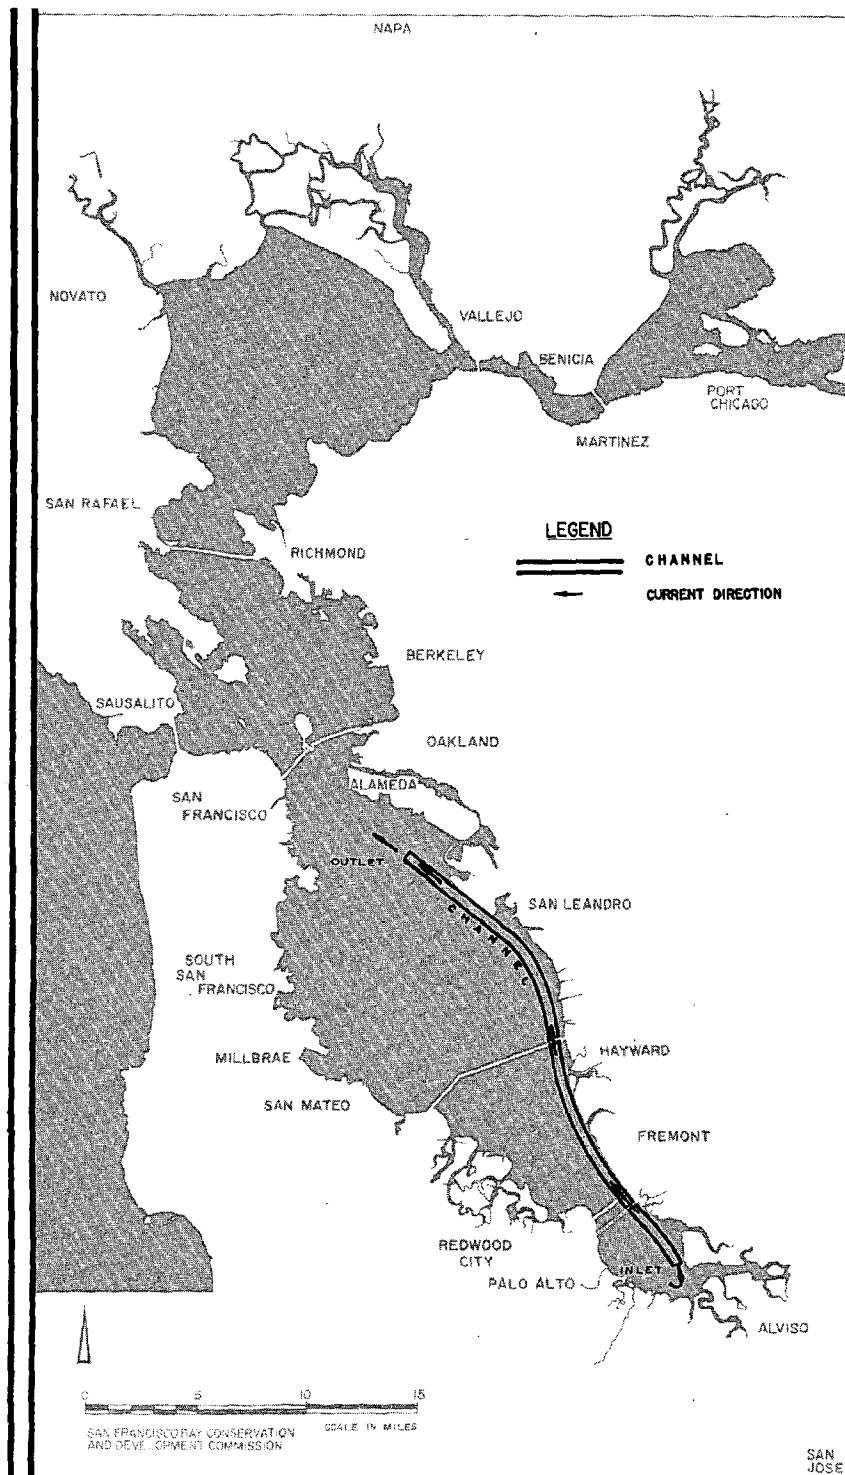 NAPA
NOVATO
VALLEJO
BENICIA
PORT
CHICAGO
MARTINEZ
SAN RAFAEL
LEGEND
RICHMOND
CHANNEL
CURRENT DIRECTION
BERKELEY
SAUSALITO
OAKLAND
ALAMEDA
SAN
FRANCISCO
OUTLET
SAN LEANDRO
CHANNEL
SOUTH
SAN
FRANCISCO
MILLBRAE
HAYWARD
SAN MATEO
FREMONT
REDWOOD
CITY
INLET
PALO ALTO
ALVISO
0 5 10 15
SCALE IN MILES
SAN FRANCISCO BAY CONSERVATION
AND DEVELOPMENT COMMISSION
SAN
JOSE